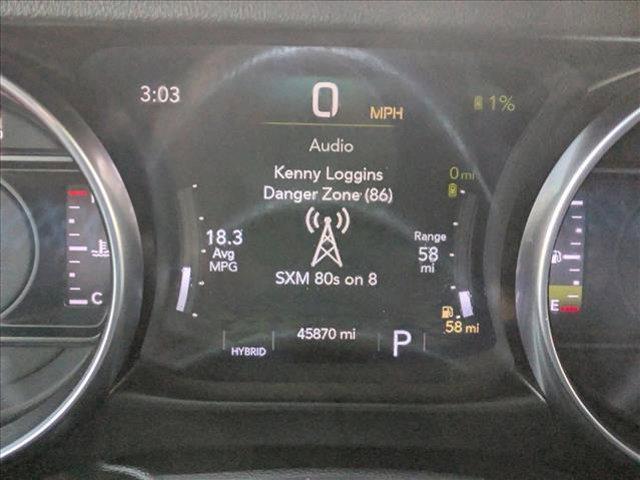 3:03
0 MPH
1%
Audio
Kenny Loggins
Danger Zone (86)
0 mi
18.3
Avg
MPG
Range
58
mi
SXM 80s on 8
C
E
58 mi
HYBRID
45870 mi
P